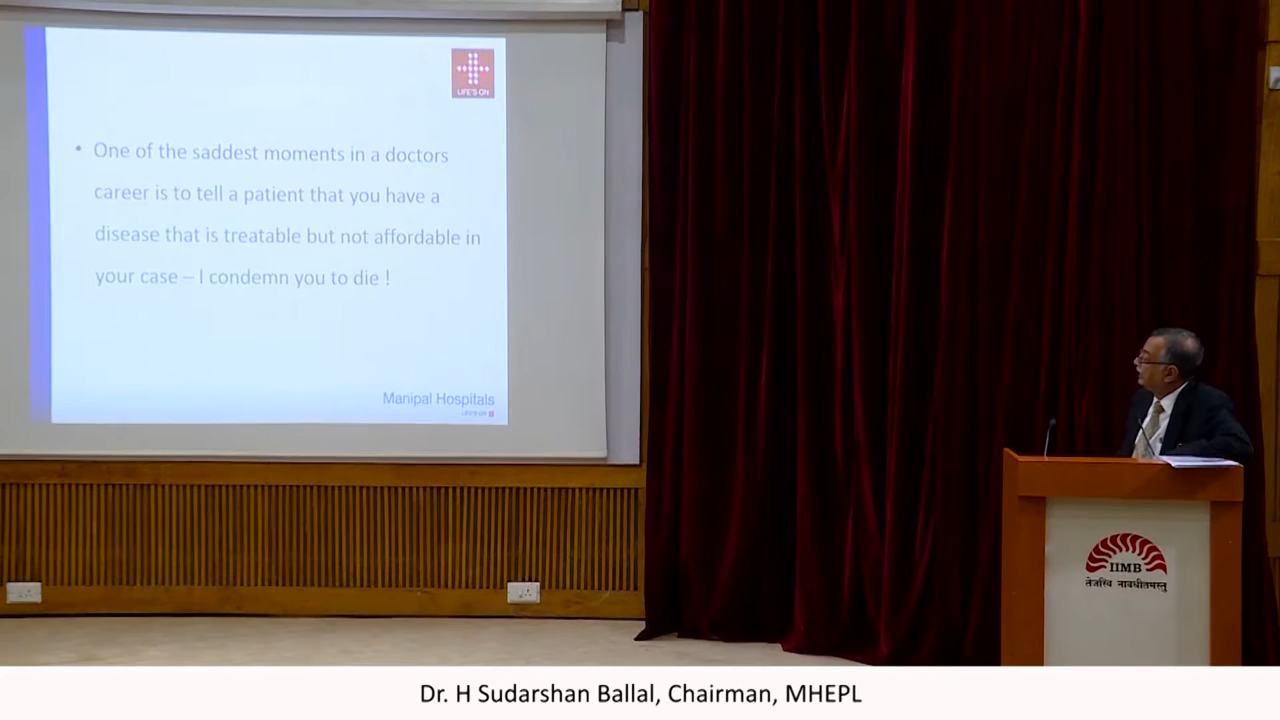 LIFE'S ON
• One of the saddest moments in a doctors
career is to tell a patient that you have a
disease that is treatable but not affordable in
your case – I condemn you to die !
Manipal Hospitals
LIFE'S ON
IIMB
तेजस्वि नावधीतमस्तु
Dr. H Sudarshan Ballal, Chairman, MHEPL